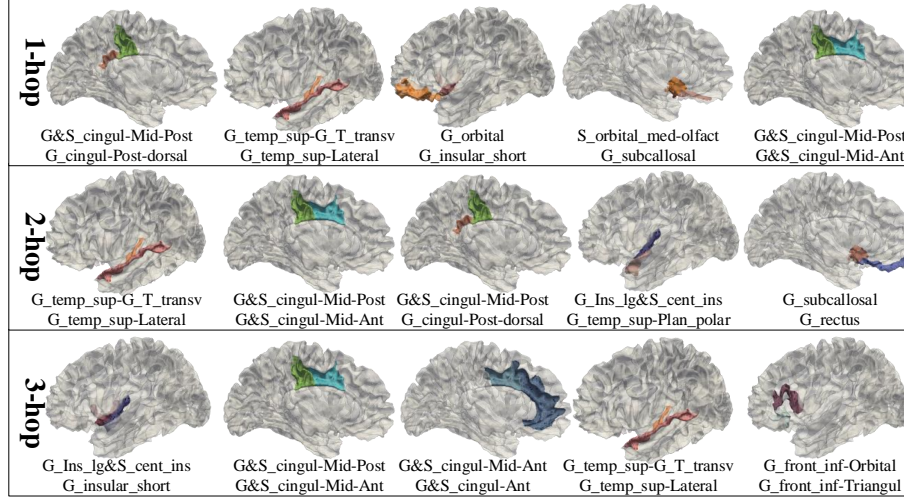 1-hop
G&S_cingul-Mid-Post
G_cingul-Post-dorsal
G_temp_sup-G_T_transv
G_temp_sup-Lateral
G_orbital
G_insular_short
S_orbital_med-olfact
G_subcallosal
G&S_cingul-Mid-Post
G&S_cingul-Mid-Ant
2-hop
G_temp_sup-G_T_transv
G_temp_sup-Lateral
G&S_cingul-Mid-Post
G&S_cingul-Mid-Ant
G&S_cingul-Mid-Post
G_cingul-Post-dorsal
G_Ins_lg&S_cent_ins
G_temp_sup-Plan_polar
G_subcallosal
G_rectus
3-hop
G_Ins_lg&S_cent_ins
G_insular_short
G&S_cingul-Mid-Post
G&S_cingul-Mid-Ant
G&S_cingul-Mid-Ant
G&S_cingul-Ant
G_temp_sup-G_T_transv
G_temp_sup-Lateral
G_front_inf-Orbital
G_front_inf-Triangul